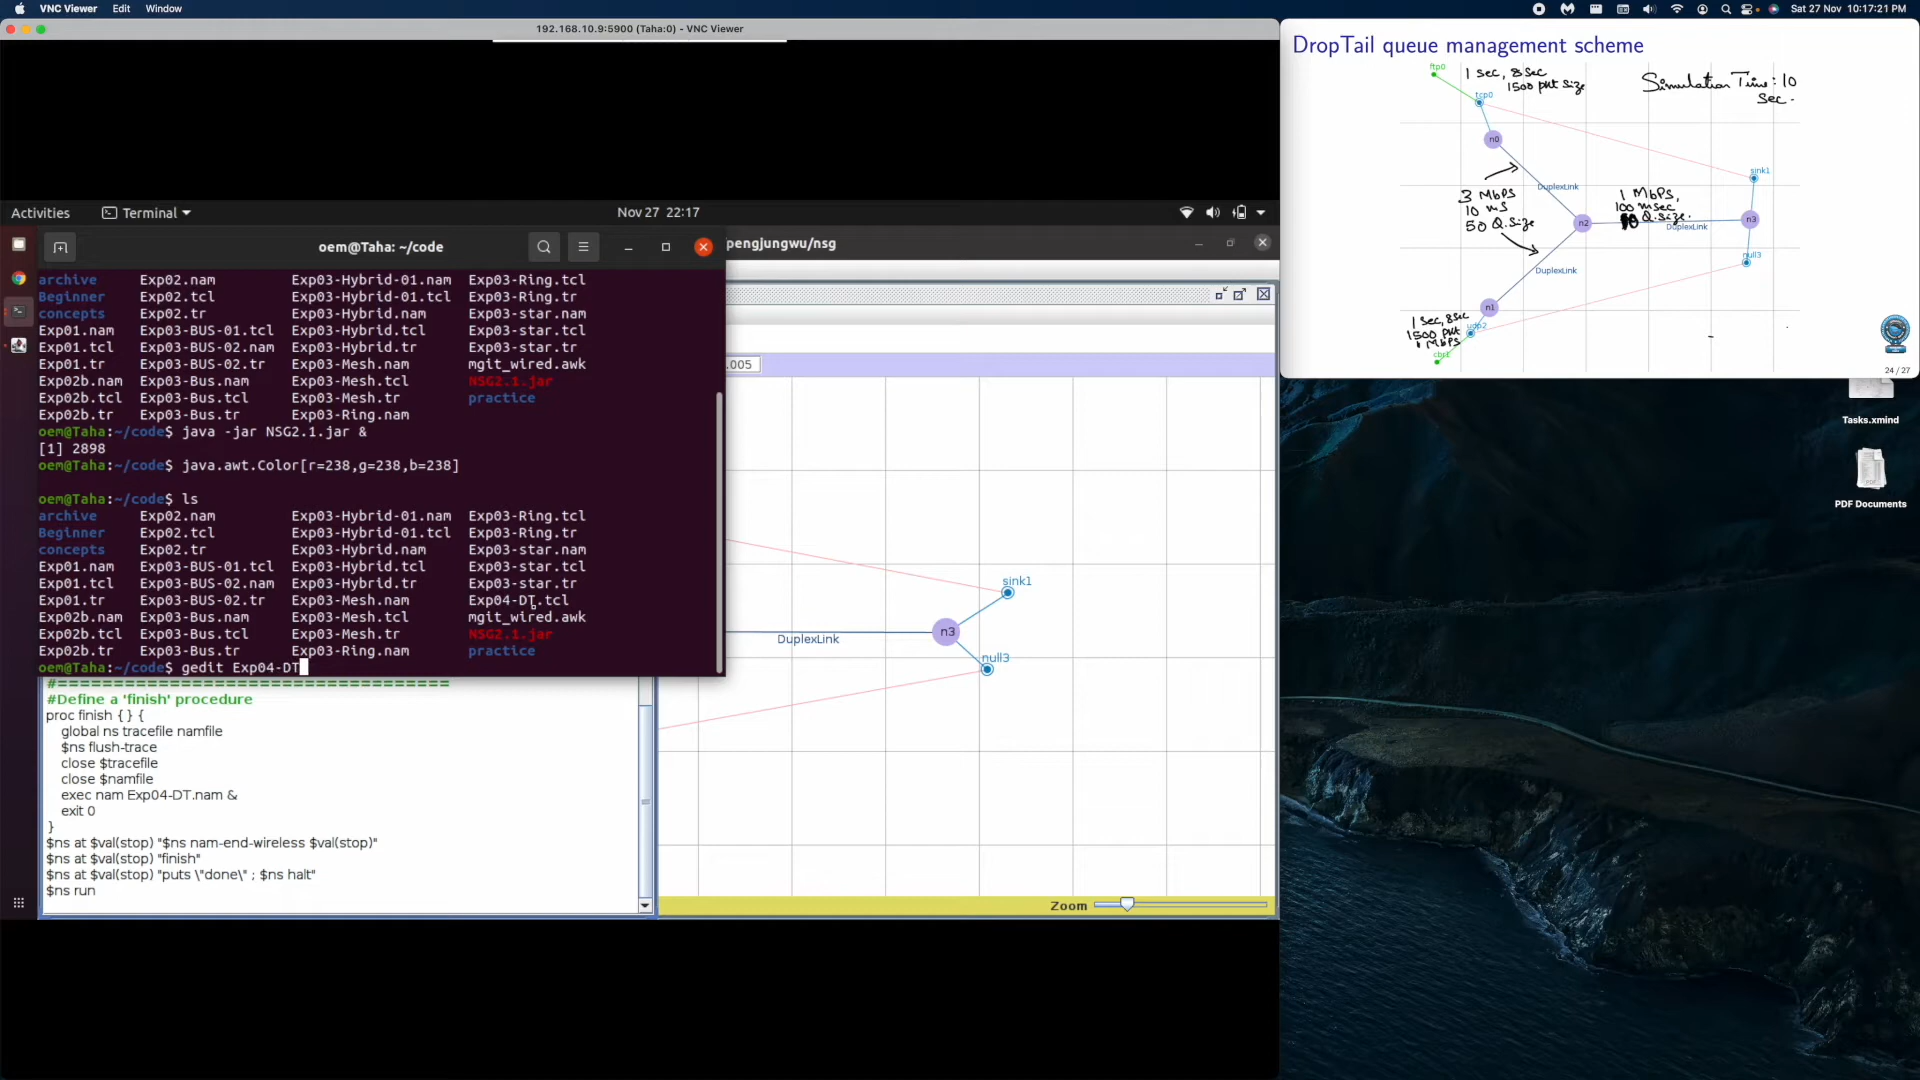 VNC Viewer Edit Window
Sat 27 Nov 10:17:21 PM
192.168.10.9:5900 (Taha:0) - VNC Viewer
Activities Terminal
Nov 27 22:17
oem@Taha: ~/code
archive Exp02.nam Exp03-Hybrid-01.nam Exp03-Ring.tcl
Beginner Exp02.tcl Exp03-Hybrid-01.tcl Exp03-Ring.tr
concepts Exp02.tr Exp03-Hybrid.nam Exp03-star.nam
Exp01.nam Exp03-BUS-01.tcl Exp03-Hybrid.tcl Exp03-star.tcl
Exp01.tcl Exp03-BUS-02.nam Exp03-Hybrid.tr Exp03-star.tr
Exp01.tr Exp03-BUS-02.tr Exp03-Mesh.nam mgit_wired.awk
Exp02b.nam Exp03-Bus.nam Exp03-Mesh.tcl NSG2.1.jar
Exp02b.tcl Exp03-Bus.tcl Exp03-Mesh.tr practice
Exp02b.tr Exp03-Bus.tr Exp03-Ring.nam
oem@Taha:~/code$ java -jar NSG2.1.jar &
[1] 2898
oem@Taha:~/code$ java.awt.Color[r=238,g=238,b=238]
oem@Taha:~/code$ ls
archive Exp02.nam Exp03-Hybrid-01.nam Exp03-Ring.tcl
Beginner Exp02.tcl Exp03-Hybrid-01.tcl Exp03-Ring.tr
concepts Exp02.tr Exp03-Hybrid.nam Exp03-star.nam
Exp01.nam Exp03-BUS-01.tcl Exp03-Hybrid.tcl Exp03-star.tcl
Exp01.tcl Exp03-BUS-02.nam Exp03-Hybrid.tr Exp03-star.tr
Exp01.tr Exp03-BUS-02.tr Exp03-Mesh.nam Exp04-DT.tcl
Exp02b.nam Exp03-Bus.nam Exp03-Mesh.tcl mgit_wired.awk
Exp02b.tcl Exp03-Bus.tcl Exp03-Mesh.tr NSG2.1.jar
Exp02b.tr Exp03-Bus.tr Exp03-Ring.nam practice
oem@Taha:~/code$ gedit Exp04-DT
#===================================
#Define a 'finish' procedure
proc finish {} {
global ns tracefile namfile
$ns flush-trace
close $tracefile
close $namfile
exec nam Exp04-DT.nam &
exit 0
}
$ns at $val(stop) "$ns nam-end-wireless $val(stop)"
$ns at $val(stop) "finish"
$ns at $val(stop) "puts \"done\" ; $ns halt"
$ns run
pengjungwu/nsg
.005
sink1
n3
DuplexLink
null3
Zoom
DropTail queue management scheme
ftp0
1 sec, 8 sec
1500 pkt size
Simulation Time: 10
Sec.
tcp0
n0
sink1
DuplexLink
3 Mbps
10 ms
50 Q.size
1 Mbps,
100 msec
10 Q.size.
n2
DuplexLink
n3
DuplexLink
null3
n1
1 sec, 8sec
1500 pkt
1 Mbps
udp2
cbr1
24 / 27
Tasks.xmind
PDF Documents